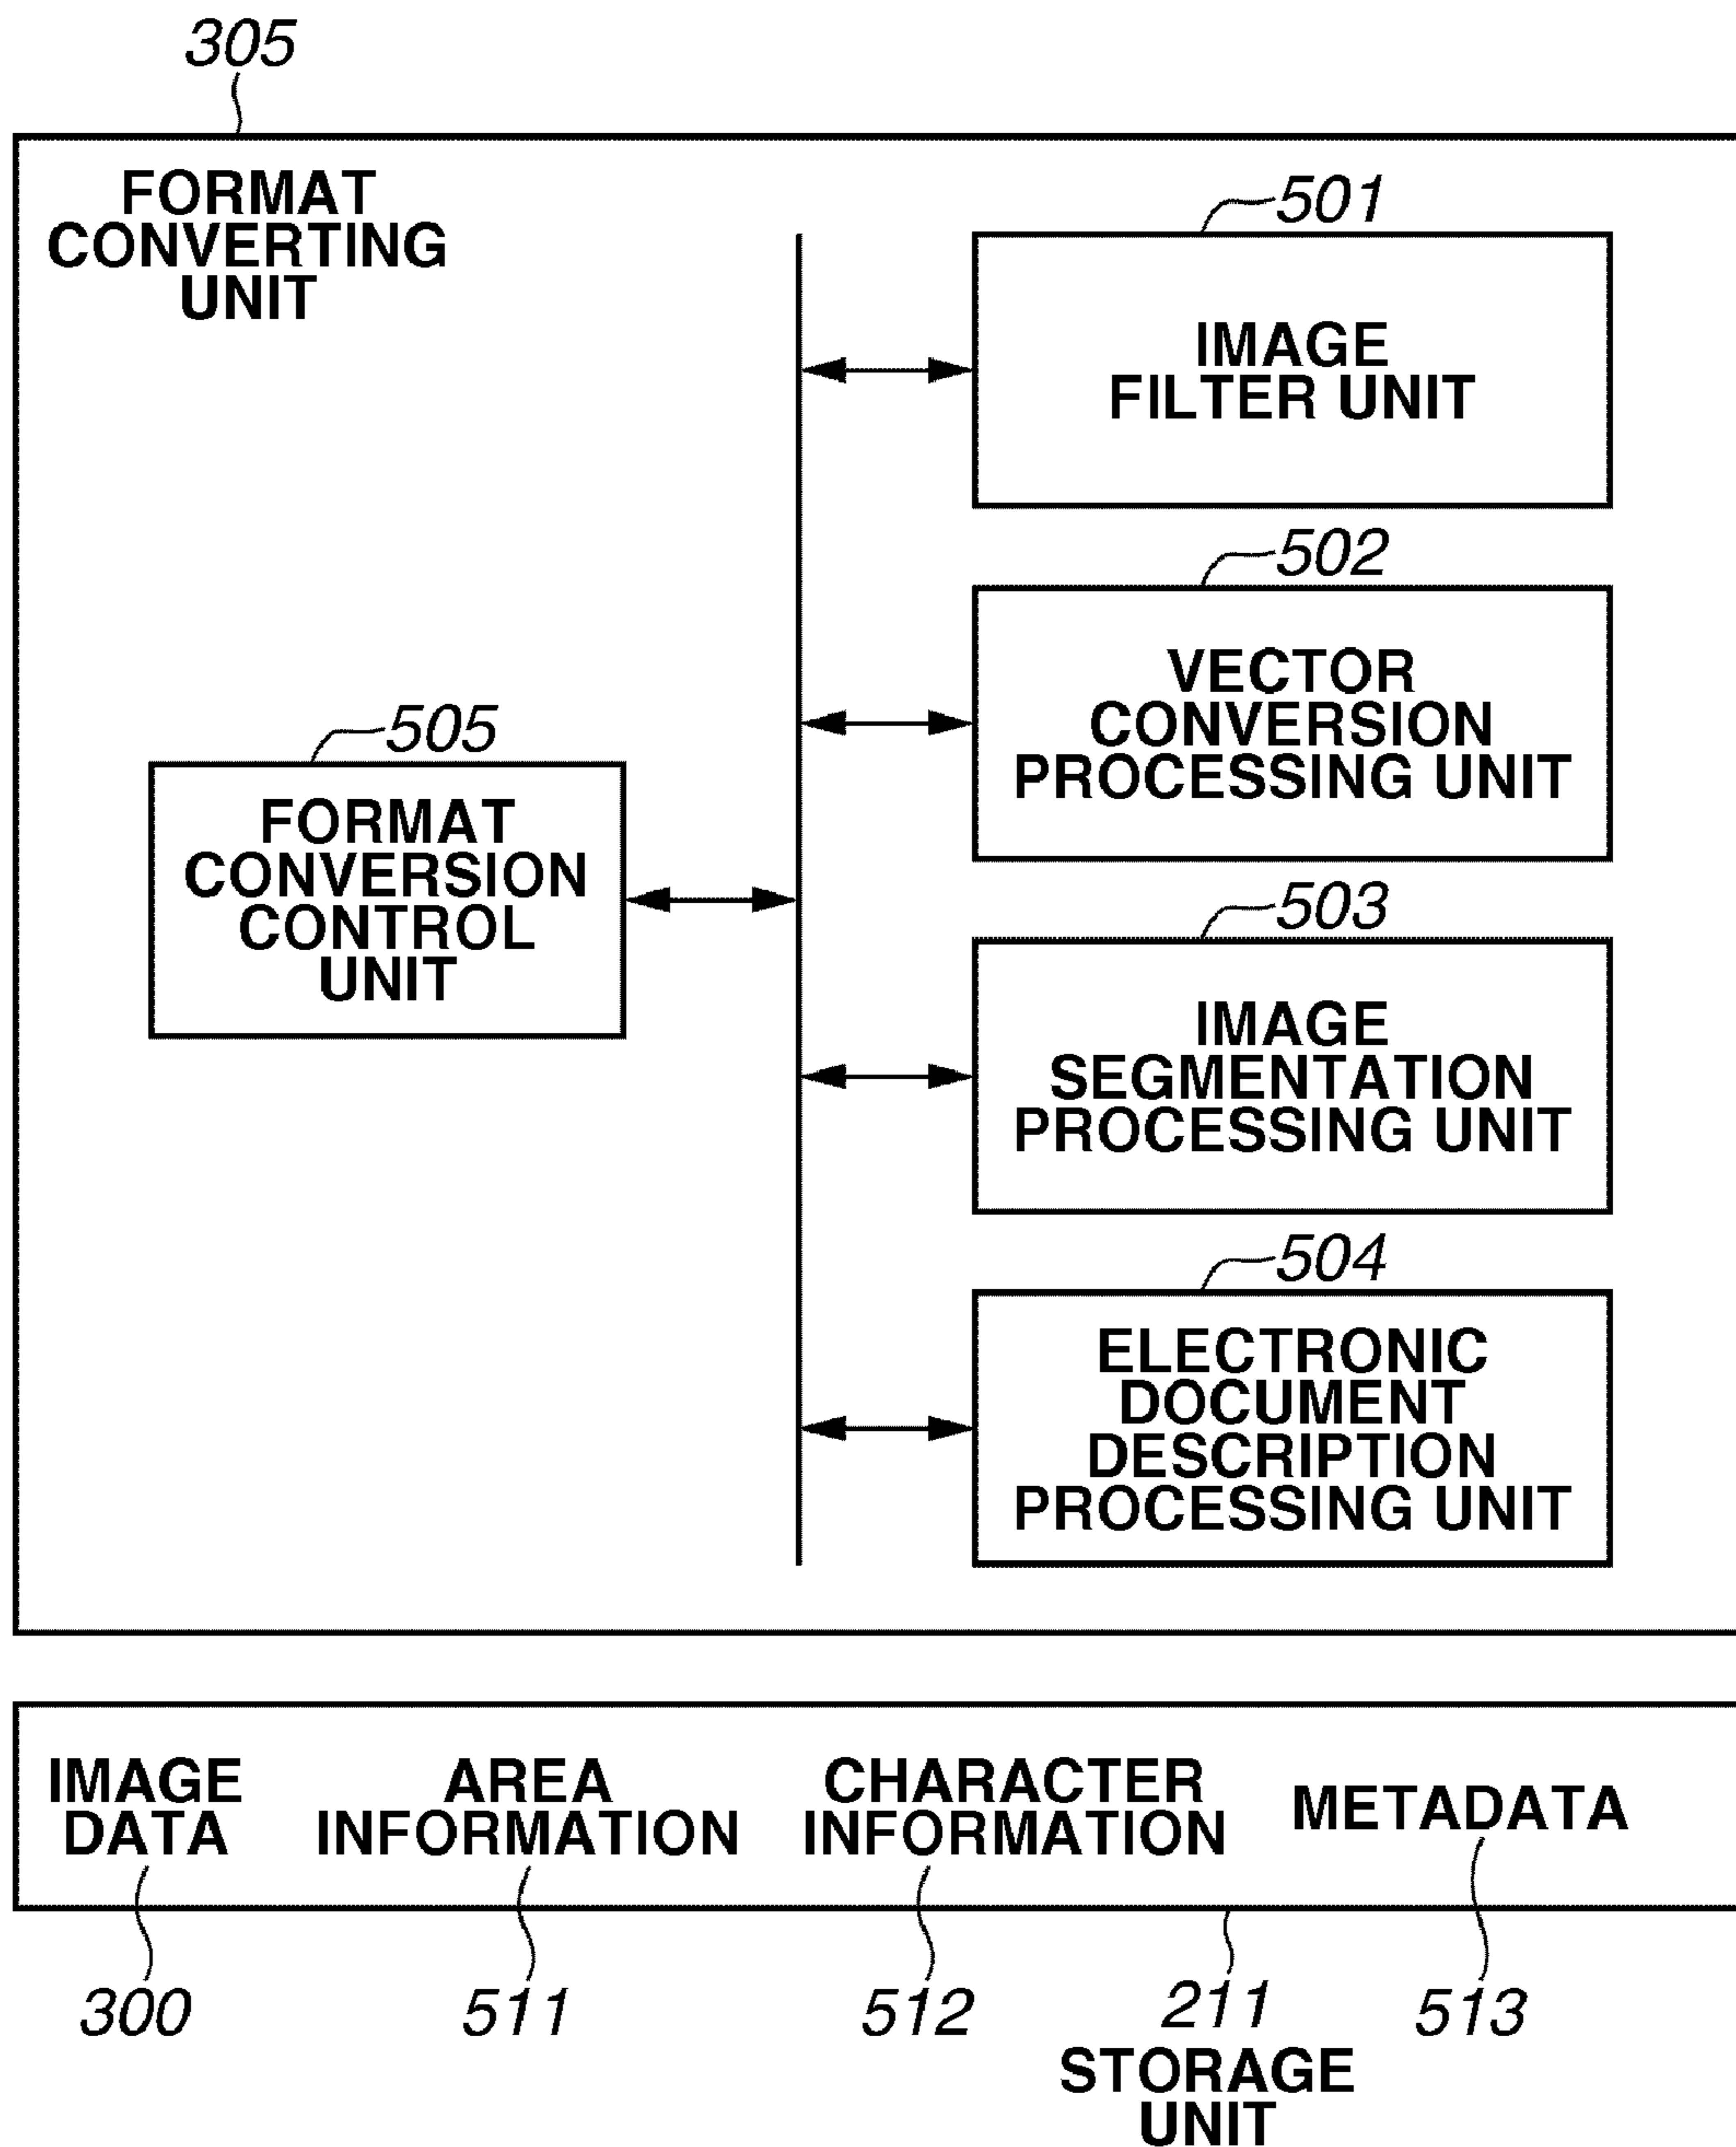 305
FORMAT
CONVERTING
UNIT
501
IMAGE
FILTER UNIT
502
VECTOR
CONVERSION
PROCESSING UNIT
505
FORMAT
CONVERSION
CONTROL
UNIT
503
IMAGE
SEGMENTATION
PROCESSING UNIT
504
ELECTRONIC
DOCUMENT
DESCRIPTION
PROCESSING UNIT
IMAGE
DATA
AREA
INFORMATION
CHARACTER
INFORMATION
METADATA
300
511
512
211
STORAGE
UNIT
513